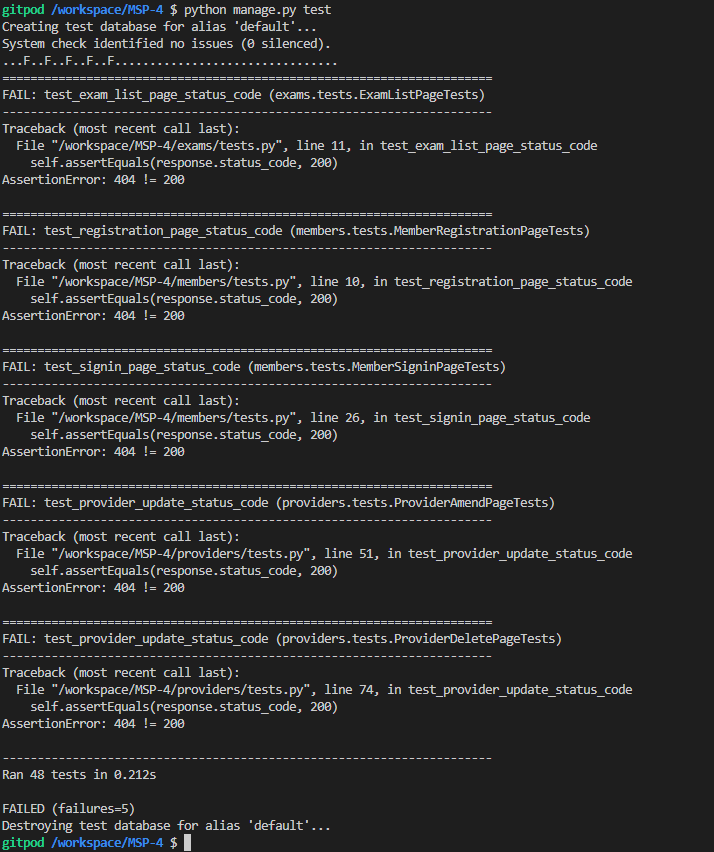 gitpod /workspace/MSP-4 $ python manage.py test
Creating test database for alias 'default'...
System check identified no issues (0 silenced).
...F..F..F..F..F................................
======================================================================
FAIL: test_exam_list_page_status_code (exams.tests.ExamListPageTests)
----------------------------------------------------------------------
Traceback (most recent call last):
  File "/workspace/MSP-4/exams/tests.py", line 11, in test_exam_list_page_status_code
    self.assertEquals(response.status_code, 200)
AssertionError: 404 != 200

======================================================================
FAIL: test_registration_page_status_code (members.tests.MemberRegistrationPageTests)
----------------------------------------------------------------------
Traceback (most recent call last):
  File "/workspace/MSP-4/members/tests.py", line 10, in test_registration_page_status_code
    self.assertEquals(response.status_code, 200)
AssertionError: 404 != 200

======================================================================
FAIL: test_signin_page_status_code (members.tests.MemberSigninPageTests)
----------------------------------------------------------------------
Traceback (most recent call last):
  File "/workspace/MSP-4/members/tests.py", line 26, in test_signin_page_status_code
    self.assertEquals(response.status_code, 200)
AssertionError: 404 != 200

======================================================================
FAIL: test_provider_update_status_code (providers.tests.ProviderAmendPageTests)
----------------------------------------------------------------------
Traceback (most recent call last):
  File "/workspace/MSP-4/providers/tests.py", line 51, in test_provider_update_status_code
    self.assertEquals(response.status_code, 200)
AssertionError: 404 != 200

======================================================================
FAIL: test_provider_update_status_code (providers.tests.ProviderDeletePageTests)
----------------------------------------------------------------------
Traceback (most recent call last):
  File "/workspace/MSP-4/providers/tests.py", line 74, in test_provider_update_status_code
    self.assertEquals(response.status_code, 200)
AssertionError: 404 != 200

----------------------------------------------------------------------
Ran 48 tests in 0.212s

FAILED (failures=5)
Destroying test database for alias 'default'...
gitpod /workspace/MSP-4 $